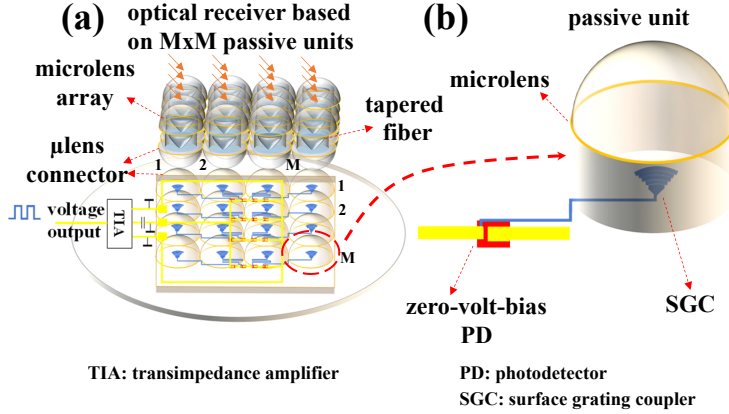 (a)
optical receiver based
on MxM passive units
microlens
array
tapered
fiber
μlens
connector
1
2
M
1
2
M
voltage
output
TIA
TIA: transimpedance amplifier
(b)
passive unit
microlens
zero-volt-bias
PD
SGC
PD: photodetector
SGC: surface grating coupler